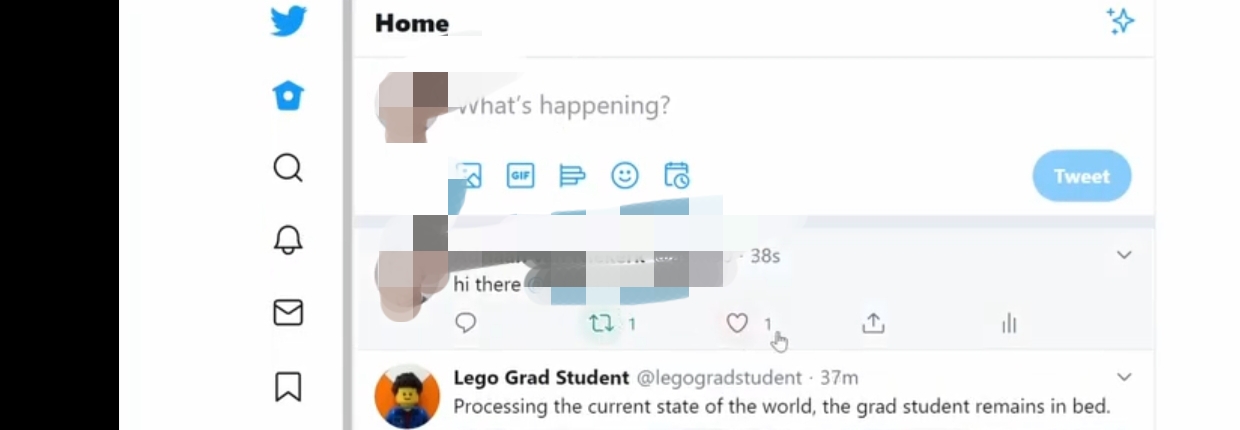 Home
What's happening?
GIF
Tweet
· 38s
hi there
1
1
Lego Grad Student @legogradstudent · 37m
Processing the current state of the world, the grad student remains in bed.